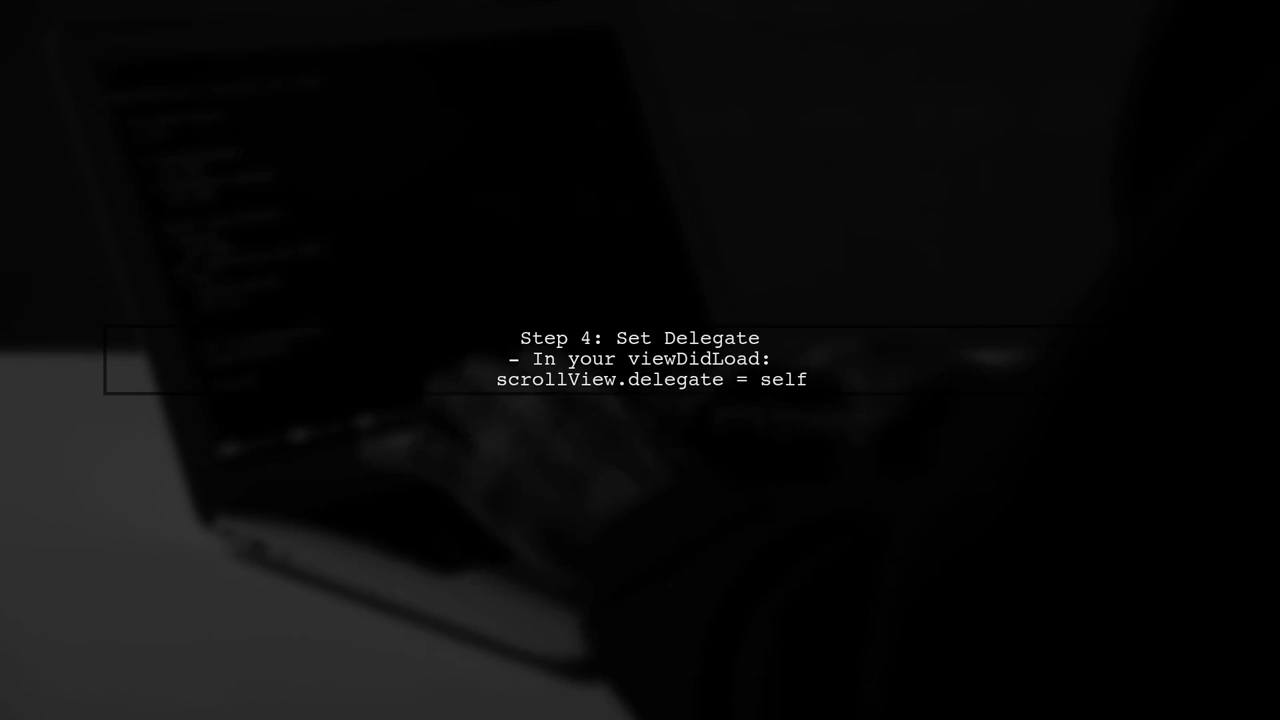 Step 4: Set Delegate
- In your viewDidLoad:
scrollView.delegate = self